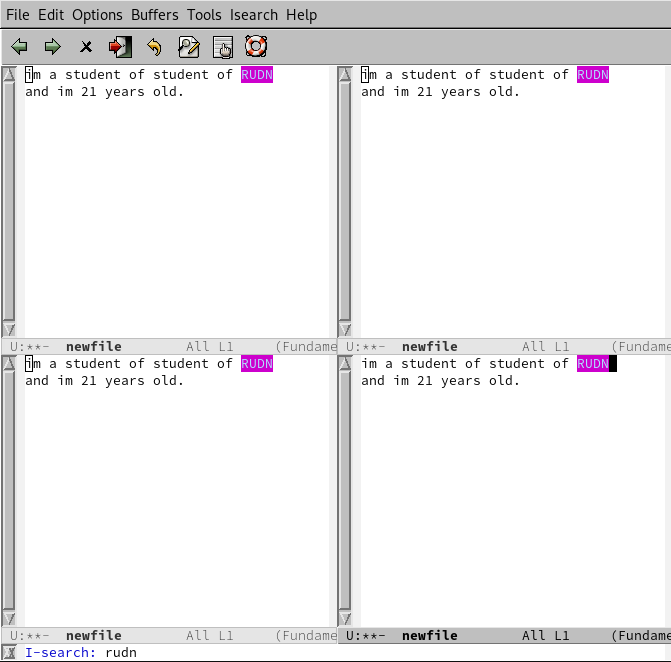 File Edit Options Buffers Tools Isearch Help
im a student of student of RUDN
and im 21 years old.
im a student of student of RUDN
and im 21 years old.
U:**-  newfile        All L1     (Fundame
U:**-  newfile        All L1     (Fundame
im a student of student of RUDN
and im 21 years old.
im a student of student of RUDN
and im 21 years old.
U:**-  newfile        All L1     (Fundame
U:**-  newfile        All L1     (Fundame
I-search: rudn